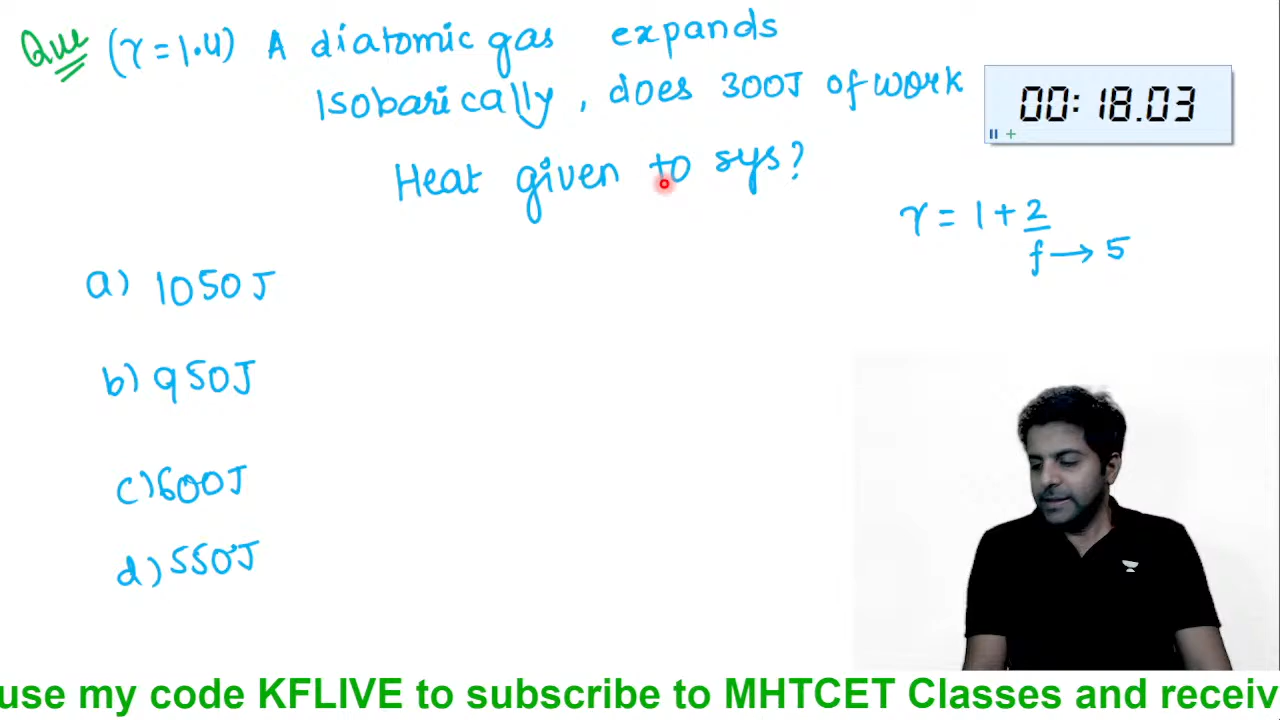 Que (γ = 1.4) A diatomic gas expands
Isobarically, does 300J of work
Heat given to sys?
00:18.03
γ = 1 + 2
f → 5
a) 1050J
b) 950J
c) 600J
d) 550J
use my code KFLIVE to subscribe to MHTCET Classes and receiv